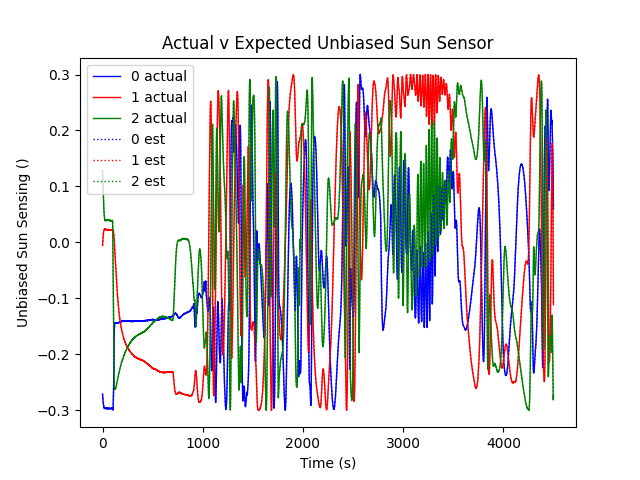 Actual v Expected Unbiased Sun Sensor
0 actual
1 actual
2 actual
0 est
1 est
2 est
Unbiased Sun Sensing ()
0.3
0.2
0.1
0.0
−0.1
−0.2
−0.3
0
1000
2000
3000
4000
Time (s)